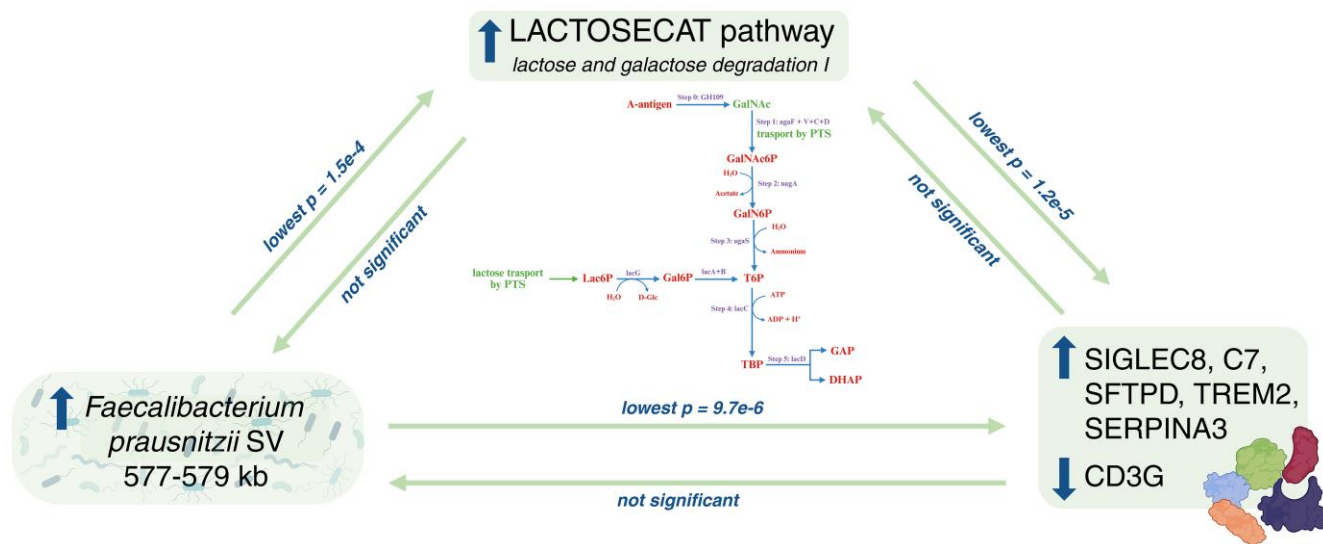 LACTOSECAT pathway
lactose and galactose degradation I
A-antigen
Step 0: GH109
GalNAc
Step 1: agaF + V+C+D
trasport by PTS
GalNAc6P
H₂O
Step 2: nagA
Acetate
GalN6P
H₂O
Step 3: agaS
Ammonium
lactose trasport
by PTS
Lac6P
lacG
Gal6P
lacA+B
T6P
H₂O
D-Glc
ATP
Step 4: lacC
ADP + H⁺
TBP
Step 5: lacD
GAP
DHAP
lowest p = 1.5e-4
not significant
lowest p = 1.2e-5
not significant
Faecalibacterium
prausnitzii SV
577-579 kb
lowest p = 9.7e-6
not significant
SIGLEC8, C7,
SFTPD, TREM2,
SERPINA3
CD3G